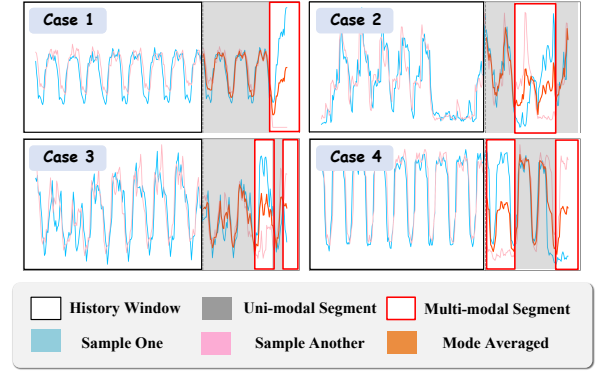 Case 1
Case 2
Case 3
Case 4
History Window
Uni-modal Segment
Multi-modal Segment
Sample One
Sample Another
Mode Averaged